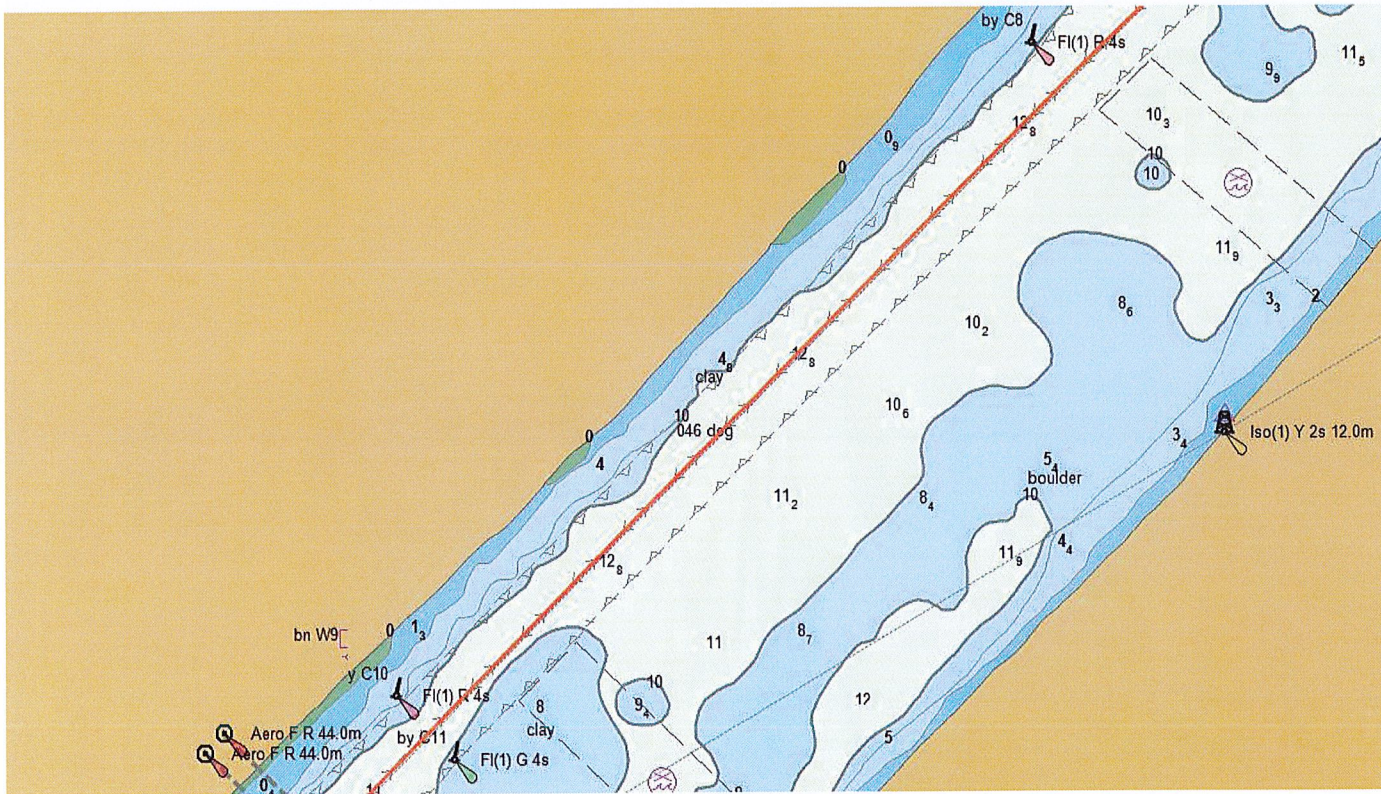 by C8
Fl(1) R 4s
11₅
9₉
10₃
12₈
0₉
10
0
10
11₉
3₃
2
8₆
10₂
12₈
4₈
clay
10₆
10
046 deg
Iso(1) Y 2s 12.0m
3₄
0
4
5₄
boulder
10
11₂
8₄
4₄
11₉
12₈
0
1₃
bn W9
8₇
11
y C10
10
Fl(1) R 4s
9₄
12
8
clay
Aero F R 44.0m
by C11
5
Aero F R 44.0m
Fl(1) G 4s